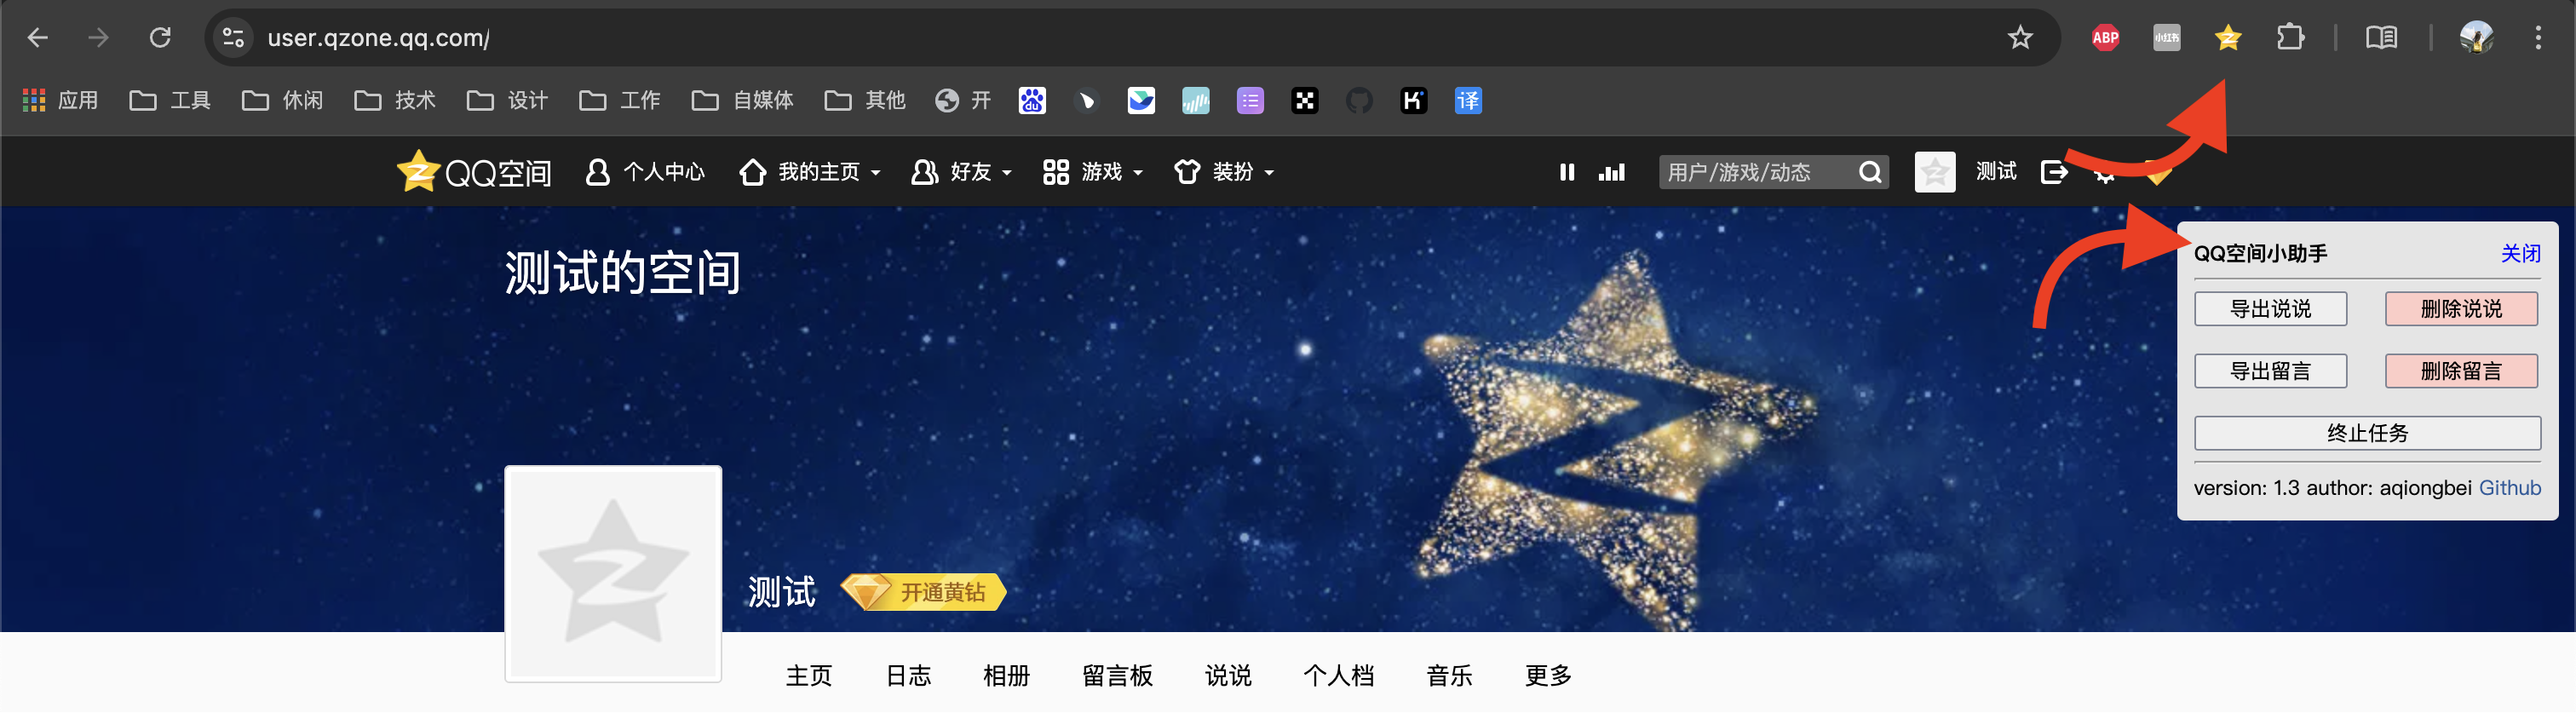 user.qzone.qq.com/
ABP
小红书
应用 工具 休闲 技术 设计 工作 自媒体 其他 开 du 译
QQ空间 个人中心 我的主页 好友 游戏 装扮 用户/游戏/动态 测试
测试的空间
QQ空间小助手 关闭
导出说说 删除说说
导出留言 删除留言
终止任务
version: 1.3 author: aqiongbei Github
测试 开通黄钻
主页 日志 相册 留言板 说说 个人档 音乐 更多